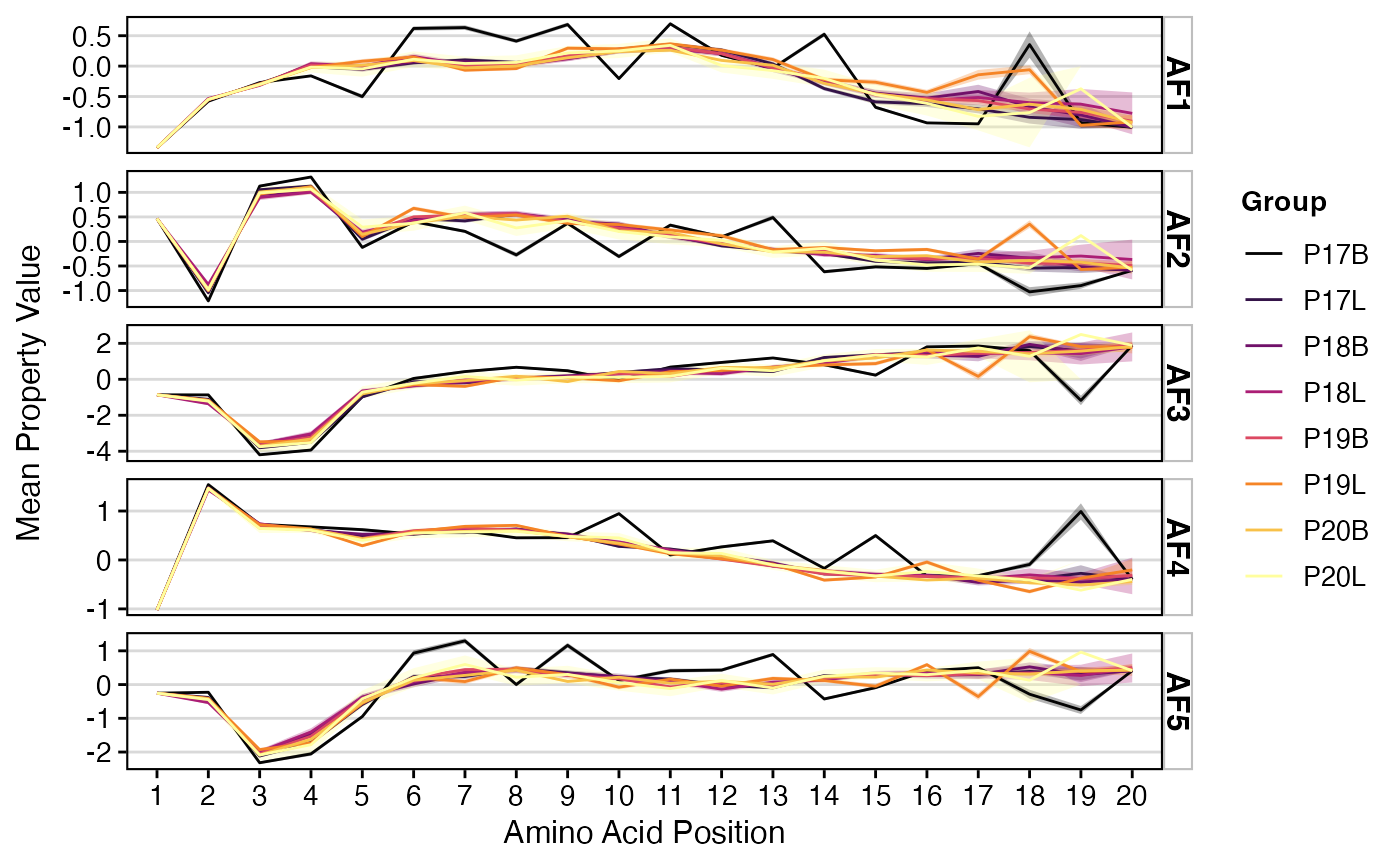 0.5
0.0
-0.5
-1.0
AF1
1.0
0.5
0.0
-0.5
-1.0
AF2
2
0
-2
-4
AF3
1
0
-1
AF4
1
0
-1
-2
AF5
Mean Property Value
1 2 3 4 5 6 7 8 9 10 11 12 13 14 15 16 17 18 19 20
Amino Acid Position
Group
P17B
P17L
P18B
P18L
P19B
P19L
P20B
P20L